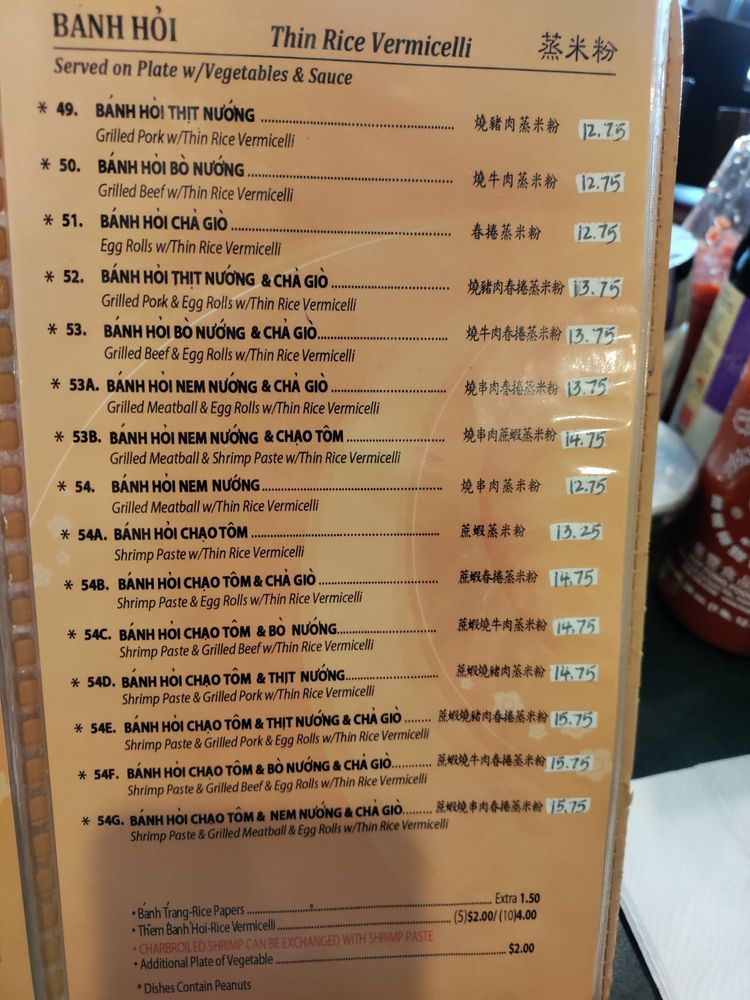 BANH HỎI Thin Rice Vermicelli 蒸米粉
Served on Plate w/Vegetables & Sauce
* 49. BÁNH HỎI THỊT NƯỚNG 燒豬肉蒸米粉 12.75
Grilled Pork w/Thin Rice Vermicelli
* 50. BÁNH HỎI BÒ NƯỚNG 燒牛肉蒸米粉 12.75
Grilled Beef w/Thin Rice Vermicelli
* 51. BÁNH HỎI CHẢ GIÒ 春捲蒸米粉 12.75
Egg Rolls w/Thin Rice Vermicelli
* 52. BÁNH HỎI THỊT NƯỚNG & CHẢ GIÒ 燒豬肉春捲蒸米粉 13.75
Grilled Pork & Egg Rolls w/Thin Rice Vermicelli
* 53. BÁNH HỎI BÒ NƯỚNG & CHẢ GIÒ 燒牛肉春捲蒸米粉 13.75
Grilled Beef & Egg Rolls w/Thin Rice Vermicelli
* 53A. BÁNH HỎI NEM NƯỚNG & CHẢ GIÒ 燒串肉春捲蒸米粉 13.75
Grilled Meatball & Egg Rolls w/Thin Rice Vermicelli
* 53B. BÁNH HỎI NEM NƯỚNG & CHẠO TÔM 燒串肉蔗蝦蒸米粉 14.75
Grilled Meatball & Shrimp Paste w/Thin Rice Vermicelli
* 54. BÁNH HỎI NEM NƯỚNG 燒串肉蒸米粉 12.75
Grilled Meatball w/Thin Rice Vermicelli
* 54A. BÁNH HỎI CHẠO TÔM 蔗蝦蒸米粉 13.25
Shrimp Paste w/Thin Rice Vermicelli
* 54B. BÁNH HỎI CHẠO TÔM & CHẢ GIÒ 蔗蝦春捲蒸米粉 14.75
Shrimp Paste & Egg Rolls w/Thin Rice Vermicelli
* 54C. BÁNH HỎI CHẠO TÔM & BÒ NƯỚNG 蔗蝦燒牛肉蒸米粉 14.75
Shrimp Paste & Grilled Beef w/Thin Rice Vermicelli
* 54D. BÁNH HỎI CHẠO TÔM & THỊT NƯỚNG 蔗蝦燒豬肉蒸米粉 14.75
Shrimp Paste & Grilled Pork w/Thin Rice Vermicelli
* 54E. BÁNH HỎI CHẠO TÔM & THỊT NƯỚNG & CHẢ GIÒ 蔗蝦燒豬肉春捲蒸米粉 15.75
Shrimp Paste & Grilled Pork & Egg Rolls w/Thin Rice Vermicelli
* 54F. BÁNH HỎI CHẠO TÔM & BÒ NƯỚNG & CHẢ GIÒ 蔗蝦燒牛肉春捲蒸米粉 15.75
Shrimp Paste & Grilled Beef & Egg Rolls w/Thin Rice Vermicelli
* 54G. BÁNH HỎI CHẠO TÔM & NEM NƯỚNG & CHẢ GIÒ 蔗蝦燒串肉春捲蒸米粉 15.75
Shrimp Paste & Grilled Meatball & Egg Rolls w/Thin Rice Vermicelli
• Bánh Trang-Rice Papers Extra 1.50
• Thêm Banh Hoi-Rice Vermicelli (5)$2.00/(10)4.00
• CHARBROILED SHRIMP CAN BE EXCHANGED WITH SHRIMP PASTE
• Additional Plate of Vegetable $2.00
* Dishes Contain Peanuts